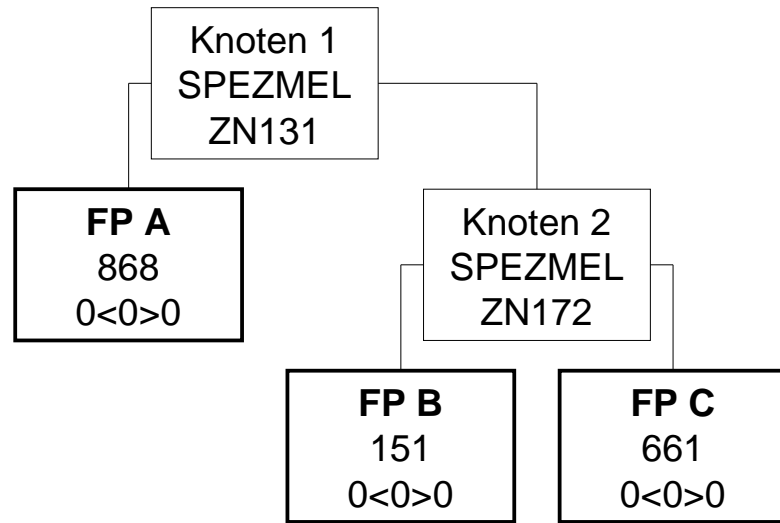 Knoten 1
SPEZMEL
ZN131
FP A
868
0<0>0
Knoten 2
SPEZMEL
ZN172
FP B
151
0<0>0
FP C
661
0<0>0